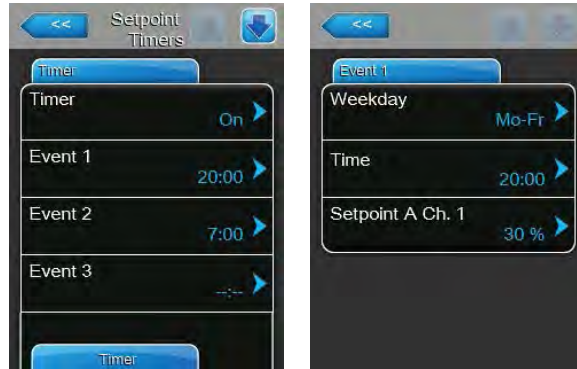 <<
Setpoint
Timers
Timer
Timer
On
Event 1
20:00
Event 2
7:00
Event 3
--:--
Timer
<<
Event 1
Weekday
Mo-Fr
Time
20:00
Setpoint A Ch. 1
30 %